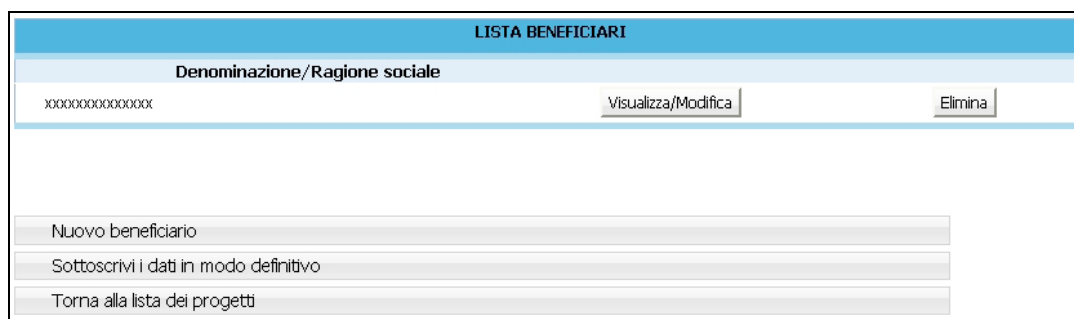 LISTA BENEFICIARI
Denominazione/Ragione sociale
xxxxxxxxxxxxxx Visualizza/Modifica Elimina
Nuovo beneficiario
Sottoscrivi i dati in modo definitivo
Torna alla lista dei progetti